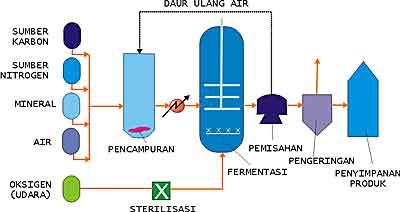 DAUR ULANG AIR
SUMBER
KARBON
SUMBER
NITROGEN
MINERAL
AIR
OKSIGEN
(UDARA)
PENCAMPURAN
STERILISASI
FERMENTASI
PEMISAHAN
PENGERINGAN
PENYIMPANAN
PRODUK